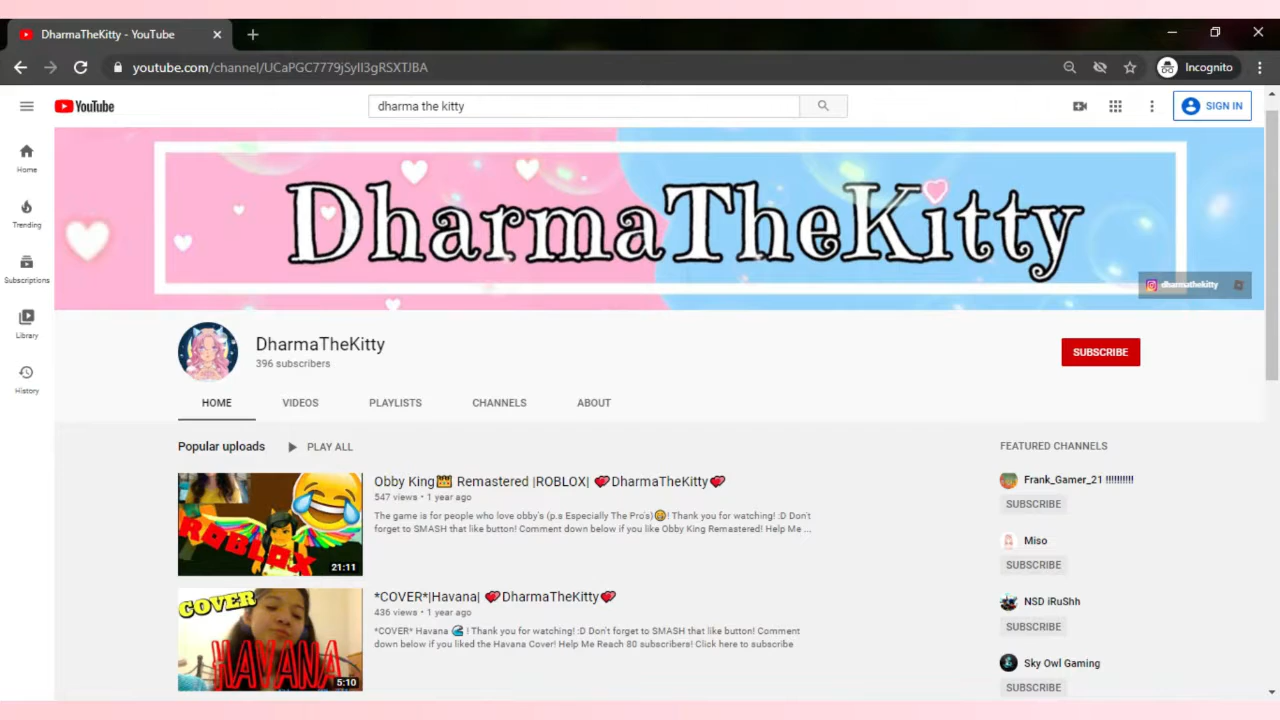 DharmaTheKitty - YouTube
youtube.com/channel/UCaPGC7779jSyIl3gRSXTJBA
Incognito
YouTube
dharma the kitty
SIGN IN
Home
Trending
Subscriptions
Library
History
DharmaTheKitty
dharmathekitty
DharmaTheKitty
396 subscribers
SUBSCRIBE
HOME
VIDEOS
PLAYLISTS
CHANNELS
ABOUT
Popular uploads
PLAY ALL
ROBLOX
21:11
Obby King👑 Remastered |ROBLOX| 💞DharmaTheKitty💞
547 views • 1 year ago
The game is for people who love obby's (p.s Especially The Pro's)😉! Thank you for watching! :D Don't
forget to SMASH that like button! Comment down below if you like Obby King Remastered! Help Me ...
COVER
HAVANA
5:10
*COVER*|Havana| 💞DharmaTheKitty💞
436 views • 1 year ago
*COVER* Havana 🌊 ! Thank you for watching! :D Don't forget to SMASH that like button! Comment
down below if you liked the Havana Cover! Help Me Reach 80 subscribers! Click here to subscribe
FEATURED CHANNELS
Frank_Gamer_21 !!!!!!!!!!
SUBSCRIBE
Miso
SUBSCRIBE
NSD iRuShh
SUBSCRIBE
Sky Owl Gaming
SUBSCRIBE